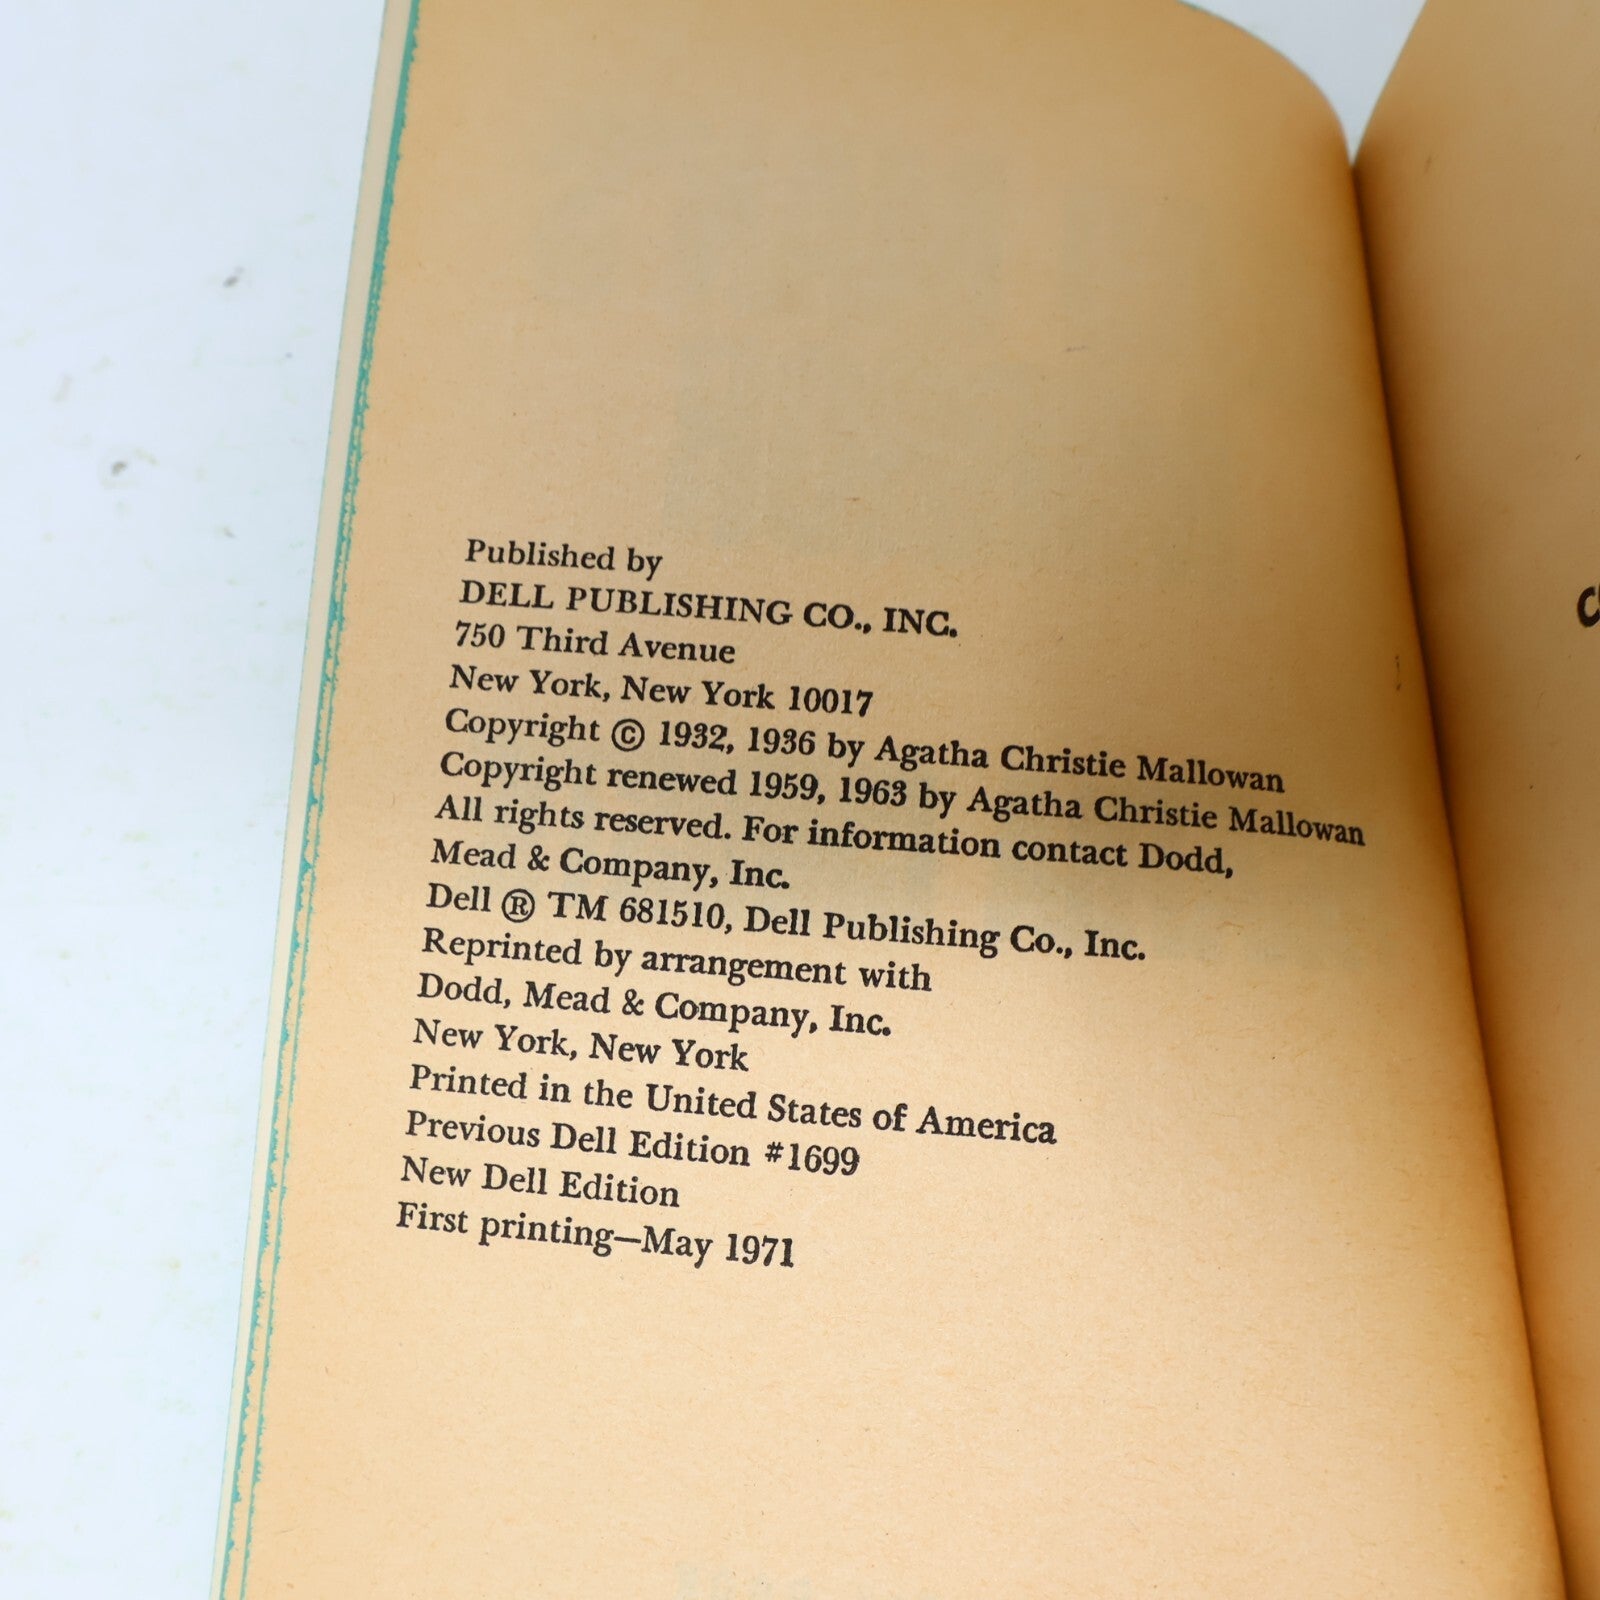 Published by
DELL PUBLISHING CO., INC.
750 Third Avenue
New York, New York 10017
Copyright © 1932, 1936 by Agatha Christie Mallowan
Copyright renewed 1959, 1963 by Agatha Christie Mallowan
All rights reserved. For information contact Dodd,
Mead & Company, Inc.
Dell ® TM 681510, Dell Publishing Co., Inc.
Reprinted by arrangement with
Dodd, Mead & Company, Inc.
New York, New York
Printed in the United States of America
Previous Dell Edition #1699
New Dell Edition
First printing—May 1971